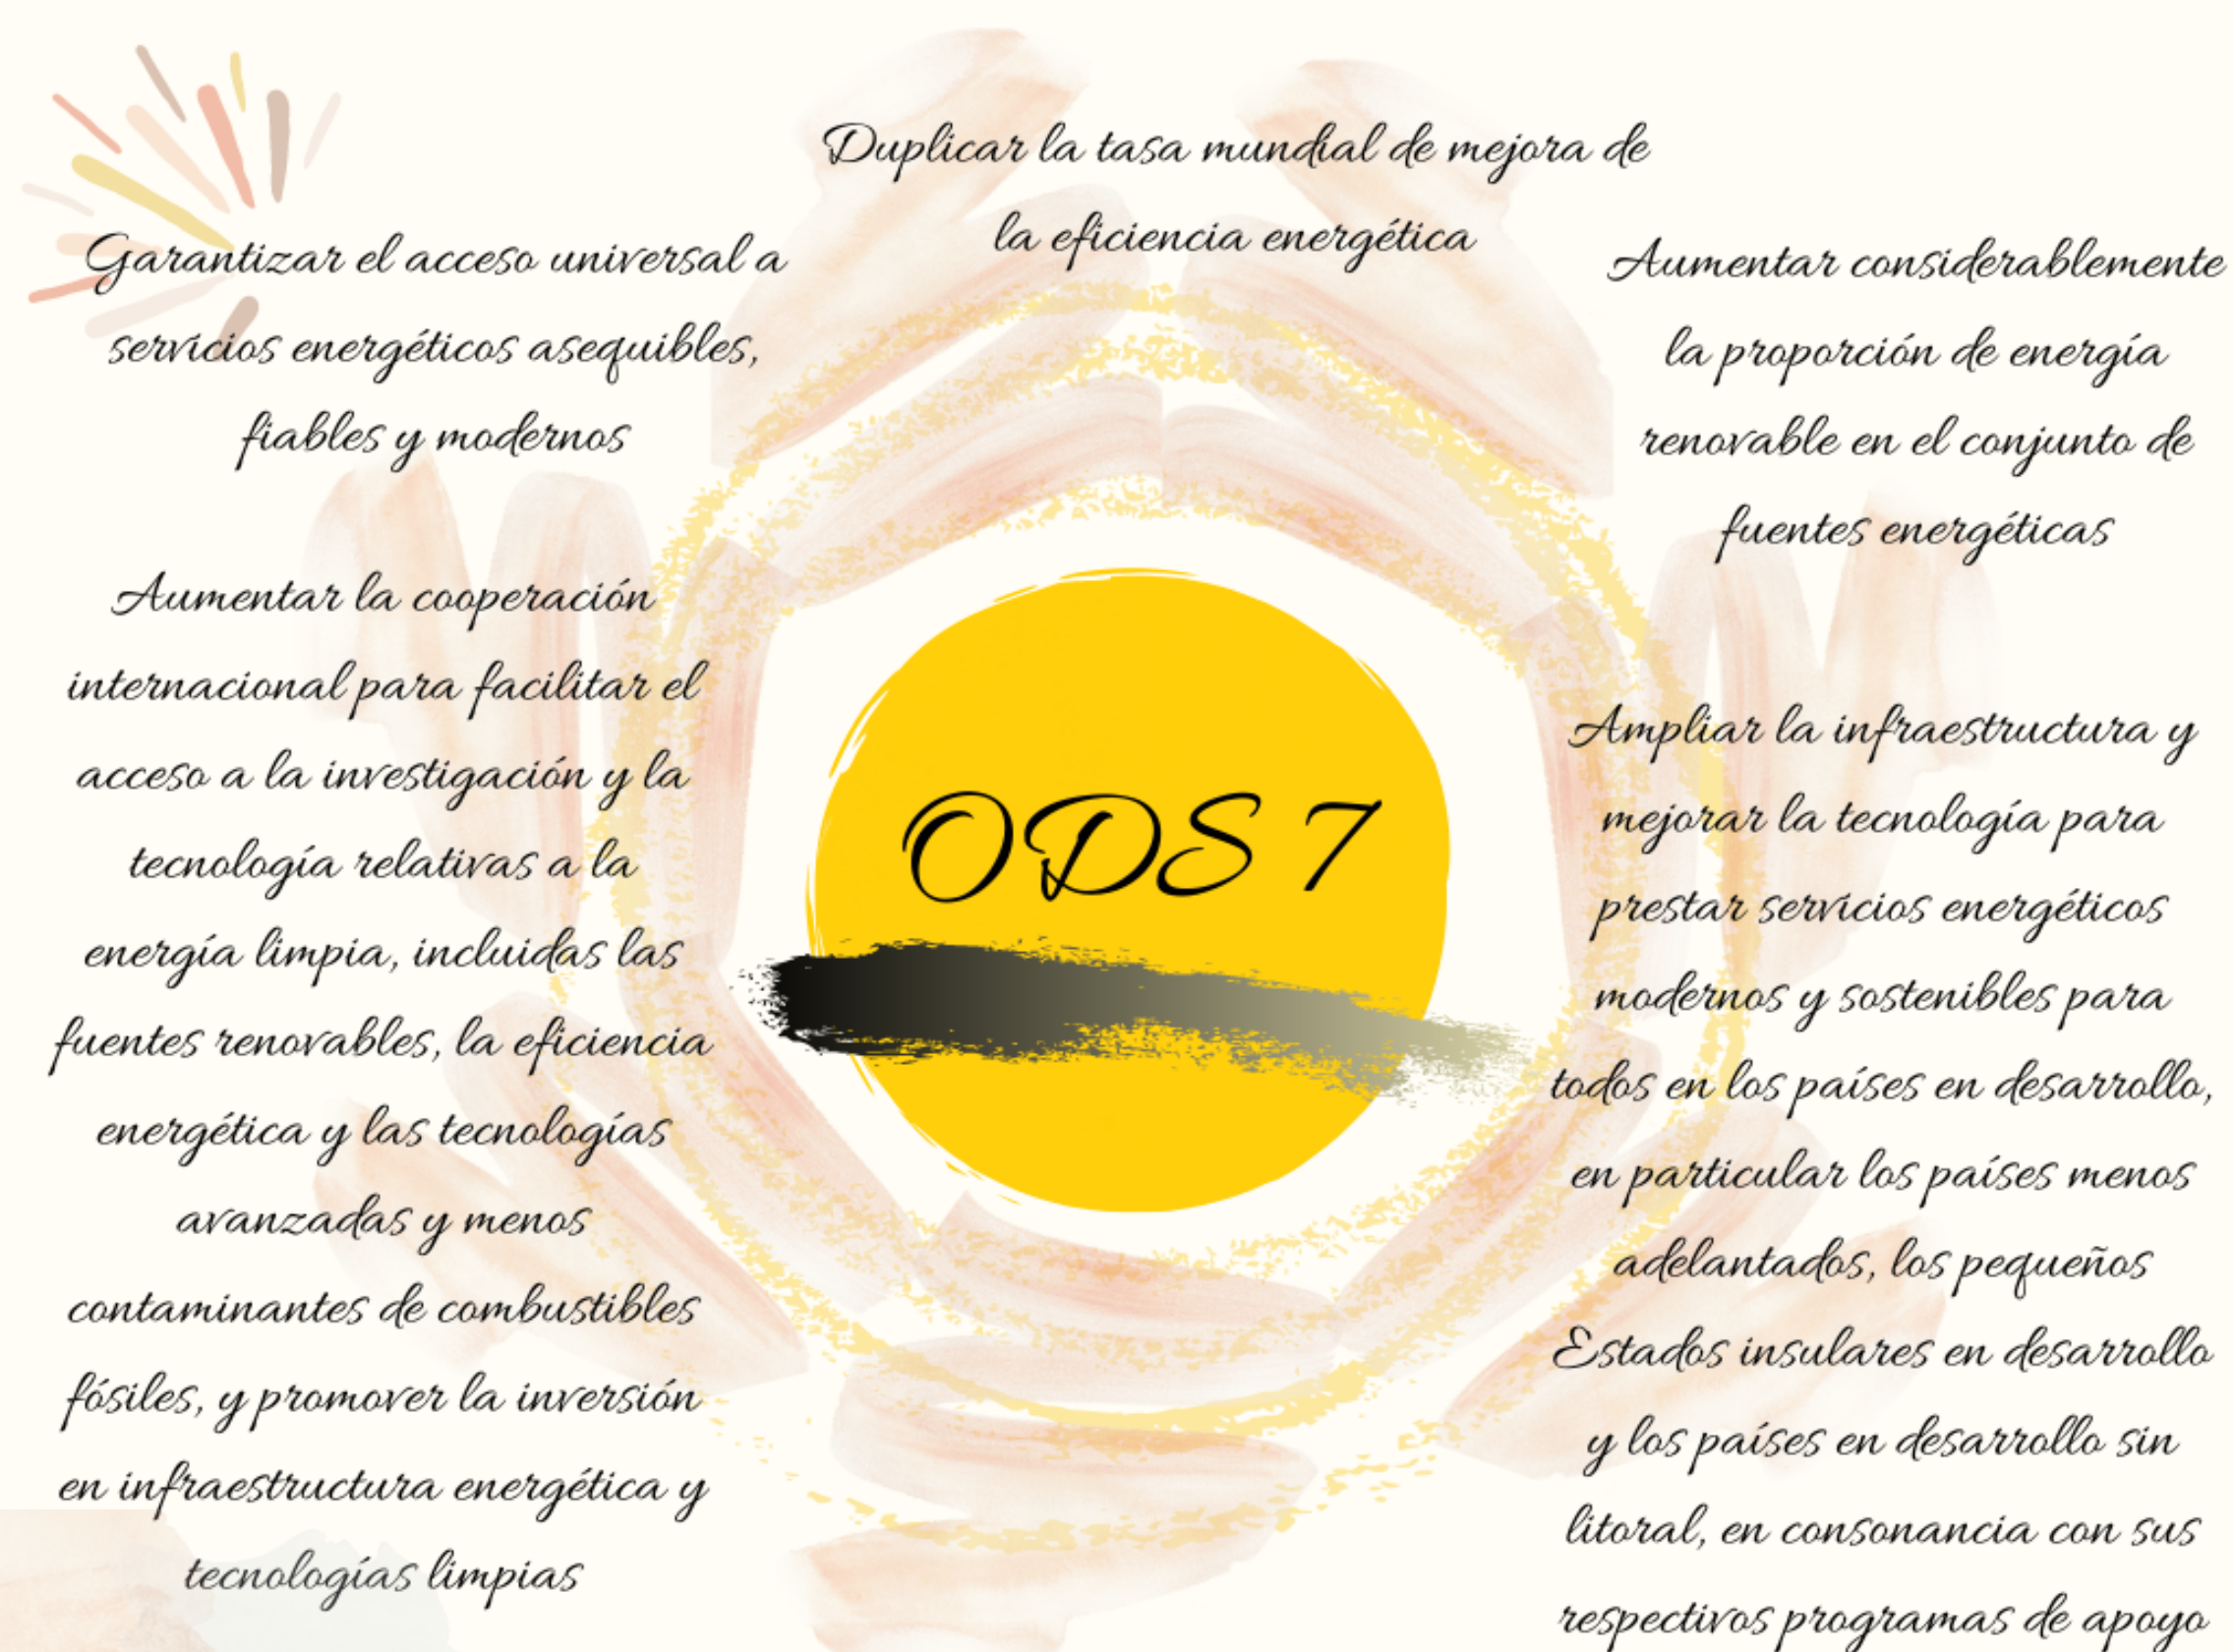 Duplicar la tasa mundial de mejora de
la eficiencia energética
Garantizar el acceso universal a
servicios energéticos asequibles,
fiables y modernos
Aumentar considerablemente
la proporción de energía
renovable en el conjunto de
fuentes energéticas
Aumentar la cooperación
internacional para facilitar el
acceso a la investigación y la
tecnología relativas a la
energía limpia, incluidas las
fuentes renovables, la eficiencia
energética y las tecnologías
avanzadas y menos
contaminantes de combustibles
fósiles, y promover la inversión
en infraestructura energética y
tecnologías limpias
ODS 7
Ampliar la infraestructura y
mejorar la tecnología para
prestar servicios energéticos
modernos y sostenibles para
todos en los países en desarrollo,
en particular los países menos
adelantados, los pequeños
Estados insulares en desarrollo
y los países en desarrollo sin
litoral, en consonancia con sus
respectivos programas de apoyo